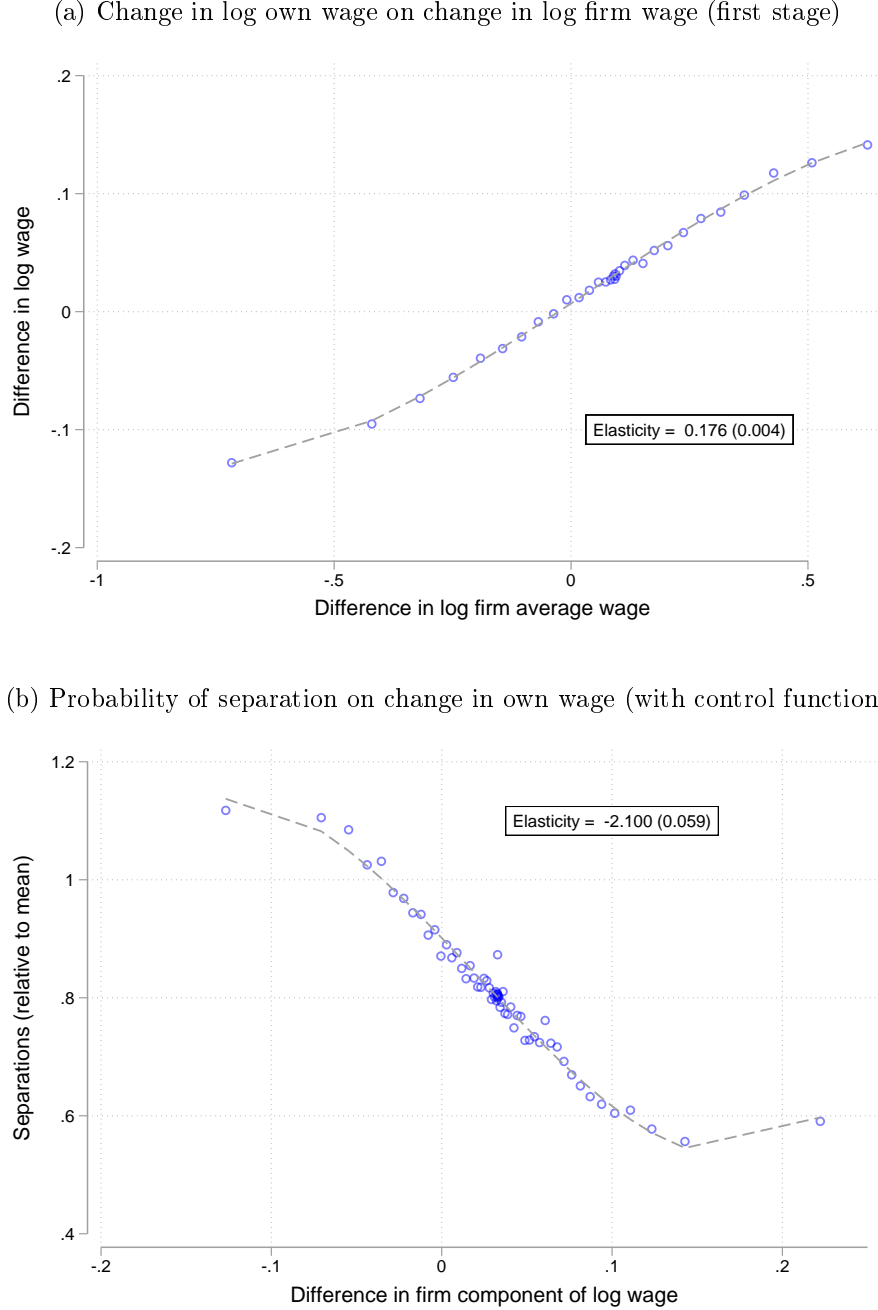 (a) Change in log own wage on change in log firm wage (first stage)
.2
.1
0
-.1
-.2
Difference in log wage
Elasticity = 0.176 (0.004)
-1
-.5
0
.5
Difference in log firm average wage
(b) Probability of separation on change in own wage (with control function
1.2
1
.8
.6
.4
Separations (relative to mean)
Elasticity = -2.100 (0.059)
-.2
-.1
0
.1
.2
Difference in firm component of log wage